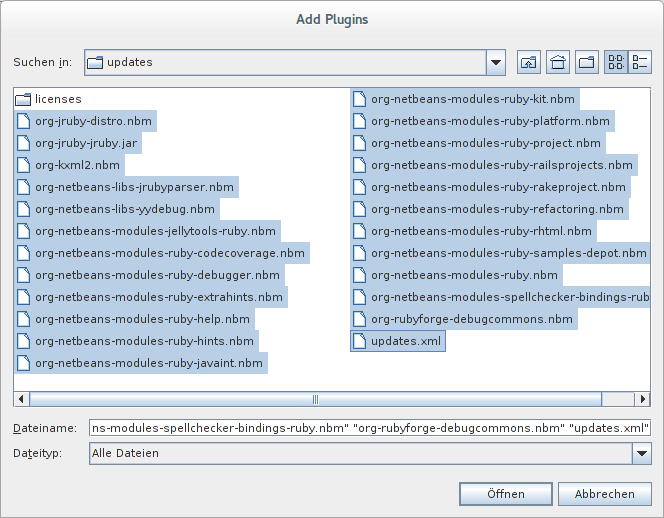 Add Plugins
Suchen in: updates
licenses
org-jruby-distro.nbm
org-jruby-jruby.jar
org-kxml2.nbm
org-netbeans-libs-jrubyparser.nbm
org-netbeans-libs-yydebug.nbm
org-netbeans-modules-jellytools-ruby.nbm
org-netbeans-modules-ruby-codecoverage.nbm
org-netbeans-modules-ruby-debugger.nbm
org-netbeans-modules-ruby-extrahints.nbm
org-netbeans-modules-ruby-help.nbm
org-netbeans-modules-ruby-hints.nbm
org-netbeans-modules-ruby-javaint.nbm
org-netbeans-modules-ruby-kit.nbm
org-netbeans-modules-ruby-platform.nbm
org-netbeans-modules-ruby-project.nbm
org-netbeans-modules-ruby-railsprojects.nbm
org-netbeans-modules-ruby-rakeproject.nbm
org-netbeans-modules-ruby-refactoring.nbm
org-netbeans-modules-ruby-rhtml.nbm
org-netbeans-modules-ruby-samples-depot.nbm
org-netbeans-modules-ruby.nbm
org-netbeans-modules-spellchecker-bindings-rub
org-rubyforge-debugcommons.nbm
updates.xml
Dateiname: ns-modules-spellchecker-bindings-ruby.nbm" "org-rubyforge-debugcommons.nbm" "updates.xml"
Dateityp: Alle Dateien
Öffnen Abbrechen